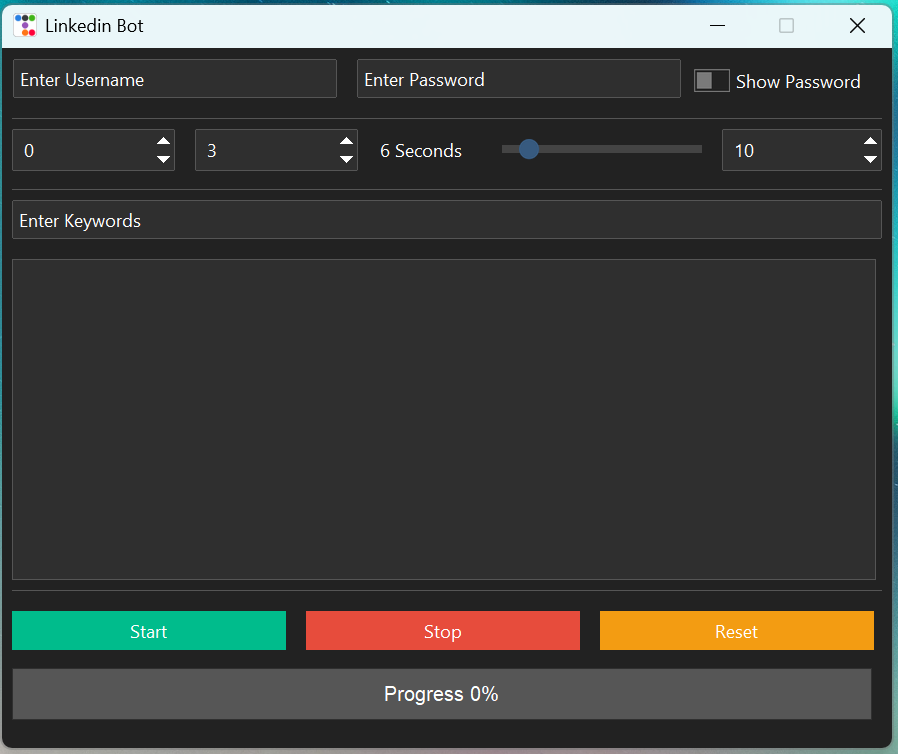 Linkedin Bot
Enter Username Enter Password Show Password
0 3 6 Seconds 10
Enter Keywords
Start Stop Reset
Progress 0%